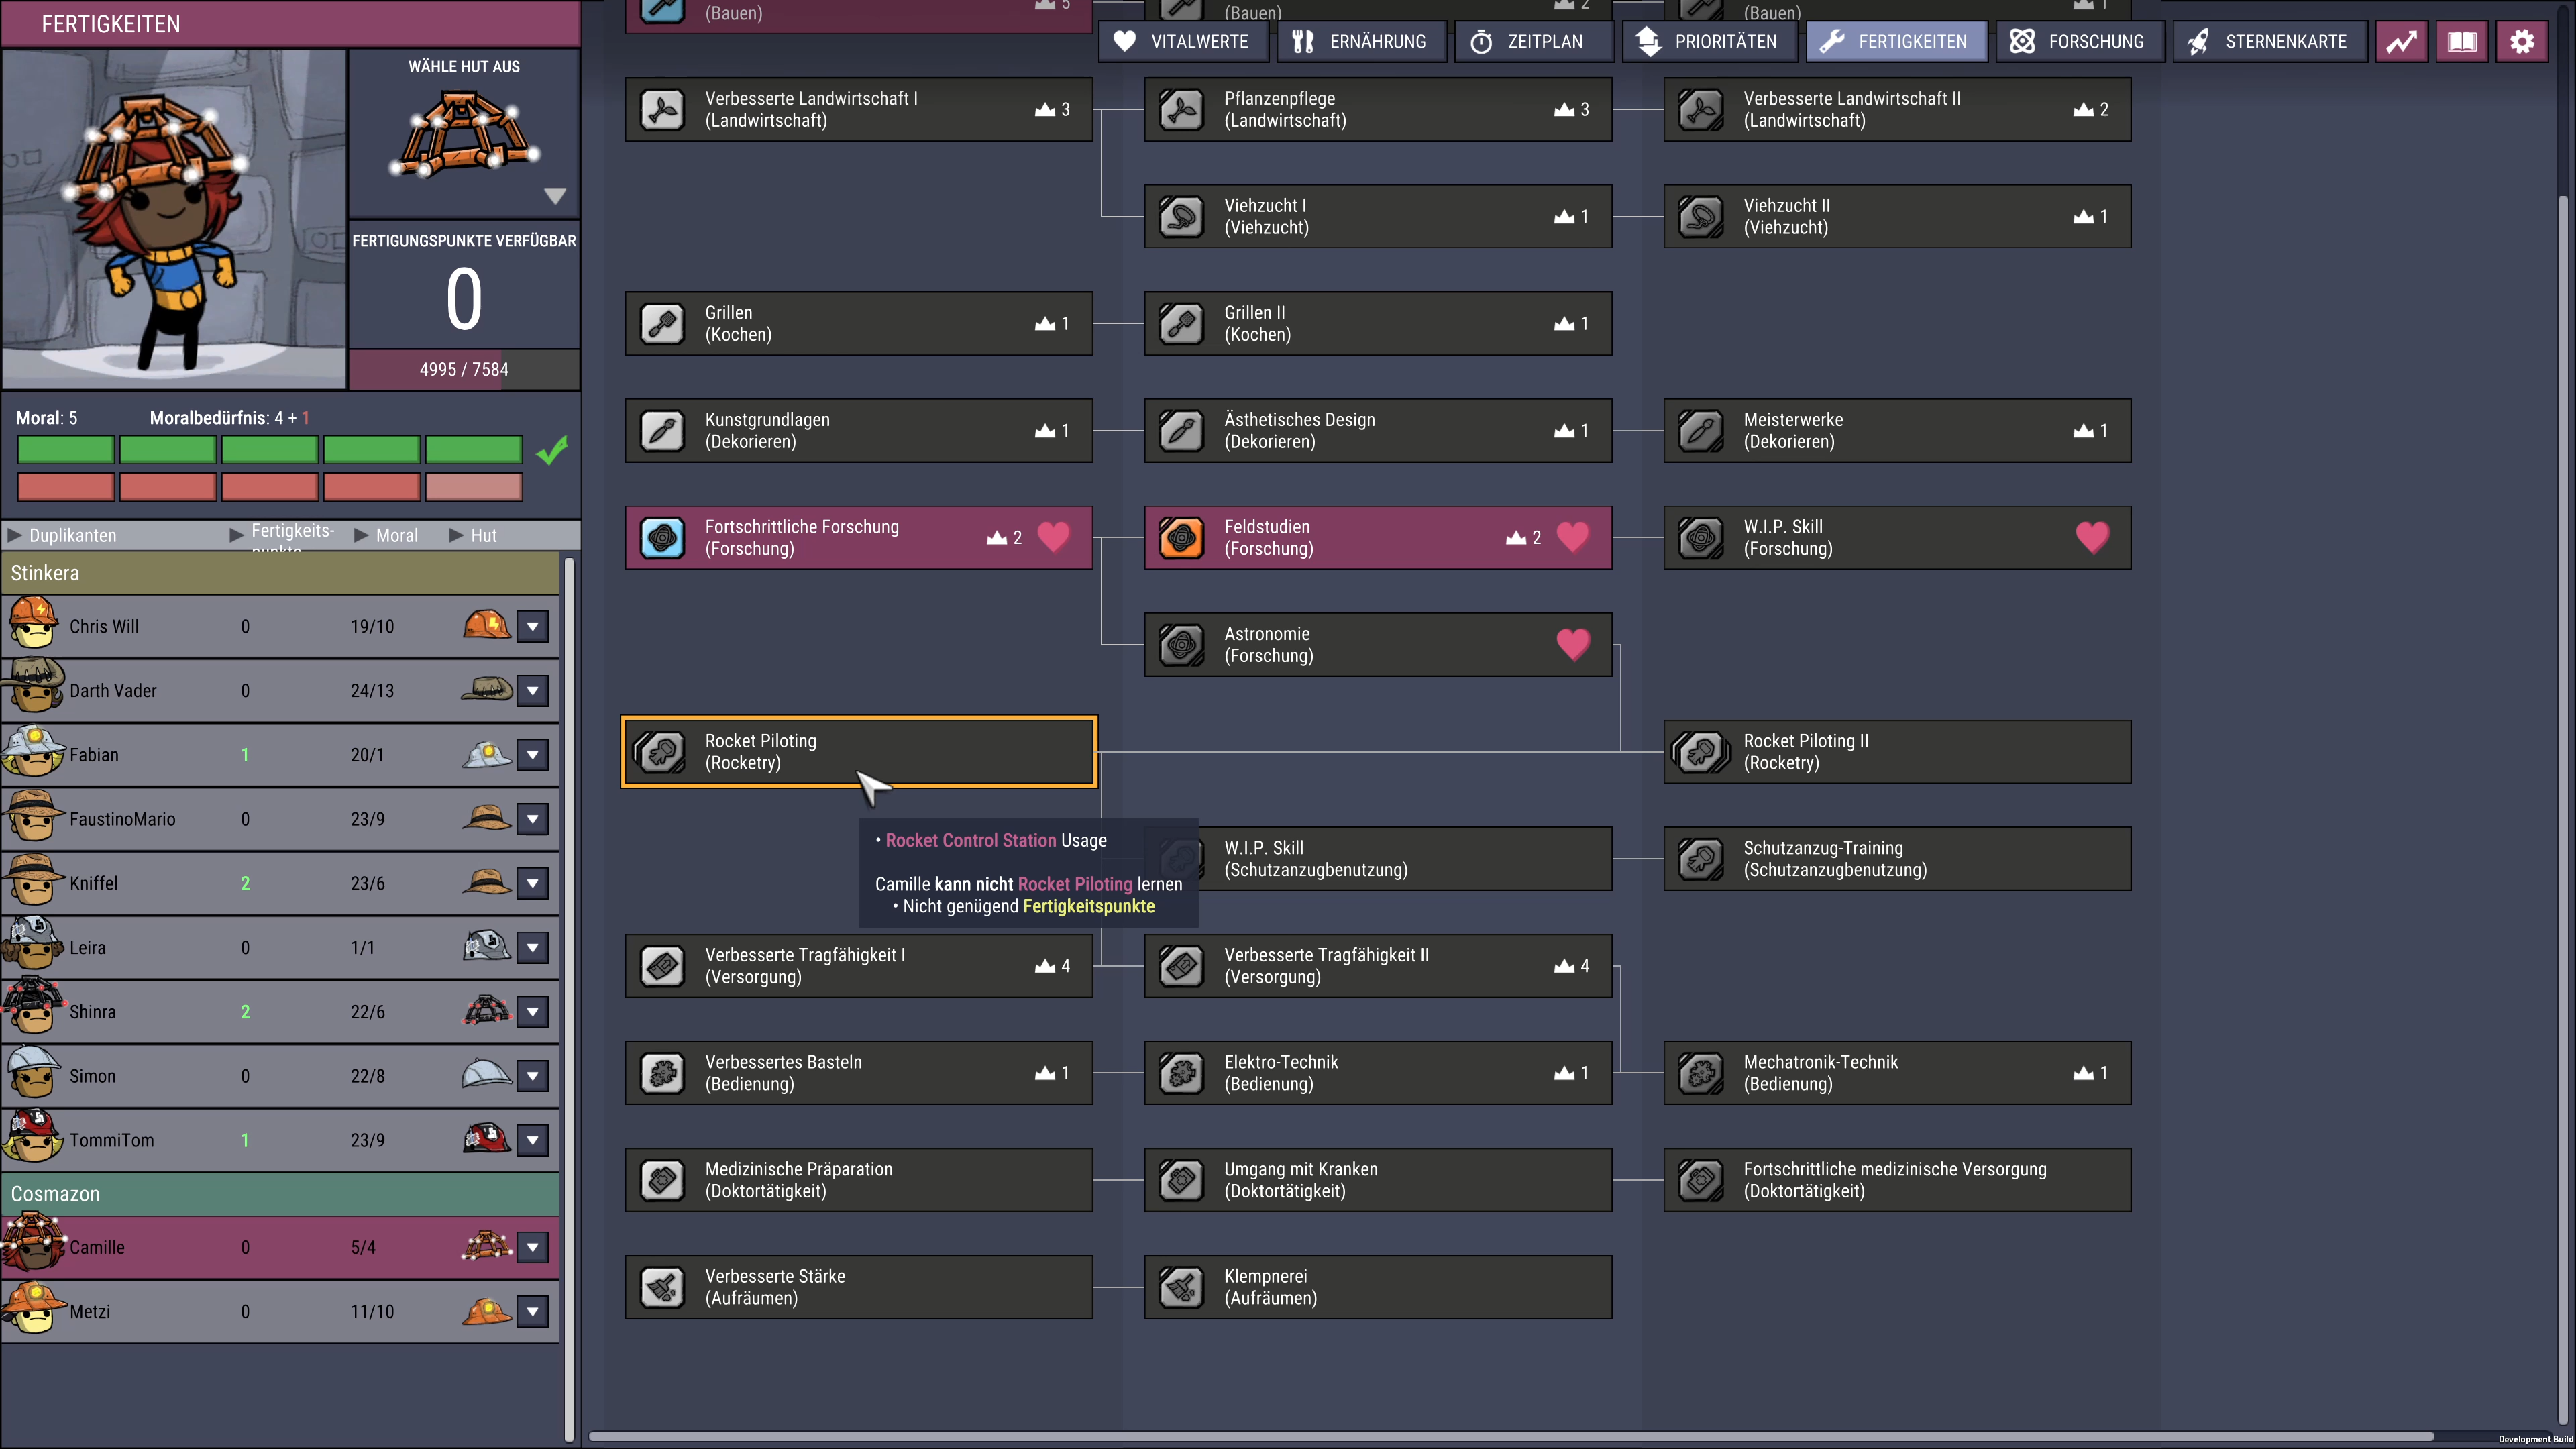 FERTIGKEITEN
WÄHLE HUT AUS
FERTIGUNGSPUNKTE VERFÜGBAR
0
4995 / 7584
Moral: 5
Moralbedürfnis: 4 + 1
Duplikanten
Fertigkeits-
punkte
Moral
Hut
Stinkera
Chris Will 0 19/10
Darth Vader 0 24/13
Fabian 1 20/1
FaustinoMario 0 23/9
Kniffel 2 23/6
Leira 0 1/1
Shinra 2 22/6
Simon 0 22/8
TommiTom 1 23/9
Cosmazon
Camille 0 5/4
Metzi 0 11/10
(Bauen) 5
(Bauen) 2
(Bauen) 1
VITALWERTE
ERNÄHRUNG
ZEITPLAN
PRIORITÄTEN
FERTIGKEITEN
FORSCHUNG
STERNENKARTE
Verbesserte Landwirtschaft I
(Landwirtschaft)
3
Pflanzenpflege
(Landwirtschaft)
3
Verbesserte Landwirtschaft II
(Landwirtschaft)
2
Viehzucht I
(Viehzucht)
1
Viehzucht II
(Viehzucht)
1
Grillen
(Kochen)
1
Grillen II
(Kochen)
1
Kunstgrundlagen
(Dekorieren)
1
Ästhetisches Design
(Dekorieren)
1
Meisterwerke
(Dekorieren)
1
Fortschrittliche Forschung
(Forschung)
2
Feldstudien
(Forschung)
2
W.I.P. Skill
(Forschung)
Astronomie
(Forschung)
Rocket Piloting
(Rocketry)
Rocket Piloting II
(Rocketry)
• Rocket Control Station Usage
Camille kann nicht Rocket Piloting lernen
• Nicht genügend Fertigkeitspunkte
W.I.P. Skill
(Schutzanzugbenutzung)
Schutzanzug-Training
(Schutzanzugbenutzung)
Verbesserte Tragfähigkeit I
(Versorgung)
4
Verbesserte Tragfähigkeit II
(Versorgung)
4
Verbessertes Basteln
(Bedienung)
1
Elektro-Technik
(Bedienung)
1
Mechatronik-Technik
(Bedienung)
1
Medizinische Präparation
(Doktortätigkeit)
Umgang mit Kranken
(Doktortätigkeit)
Fortschrittliche medizinische Versorgung
(Doktortätigkeit)
Verbesserte Stärke
(Aufräumen)
Klempnerei
(Aufräumen)
Development Build